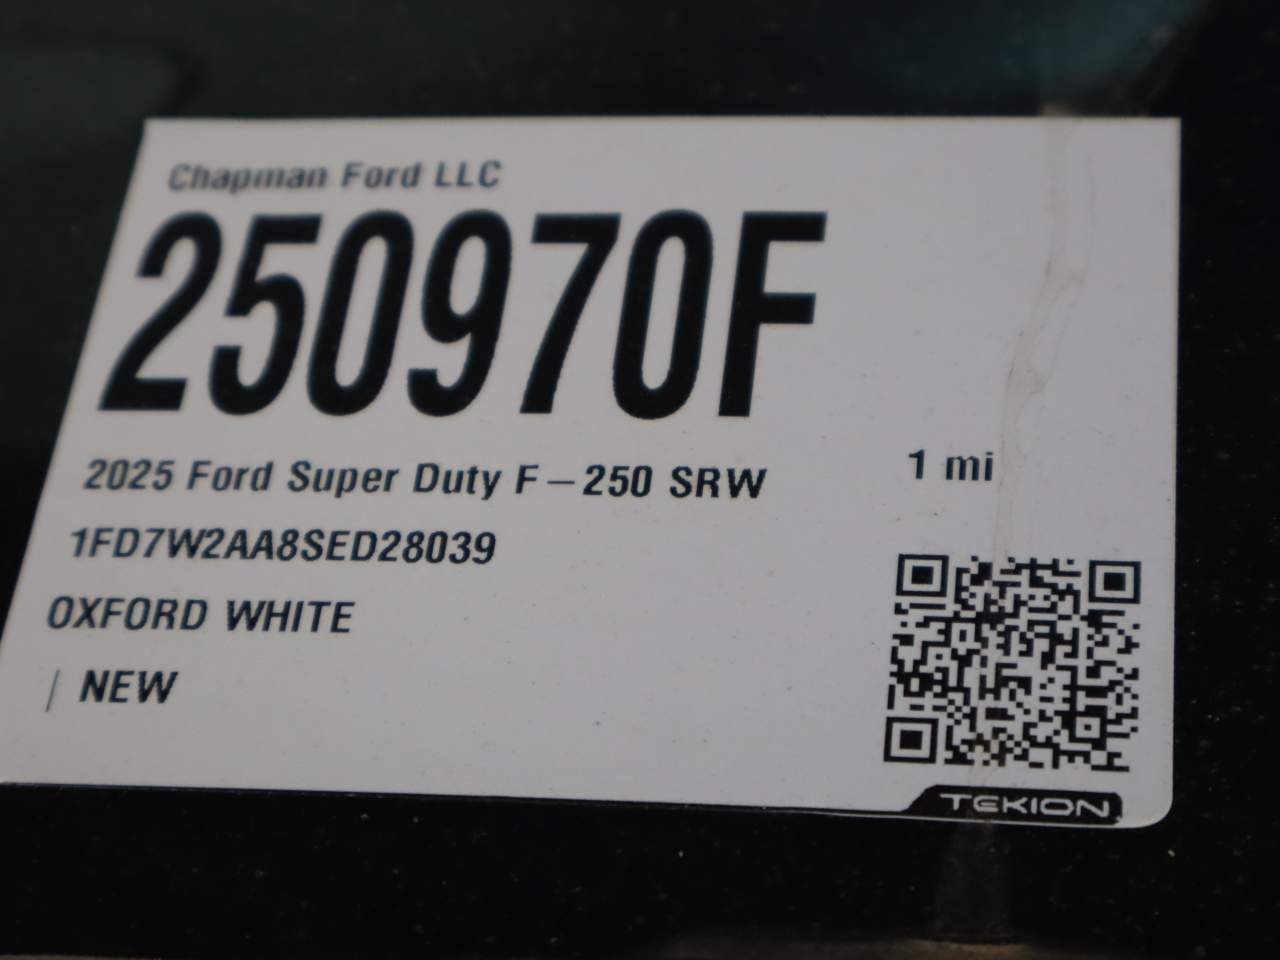 Chapman Ford LLC
250970F
2025 Ford Super Duty F-250 SRW
1 mi
1FD7W2AA8SED28039
OXFORD WHITE
| NEW
TEKION